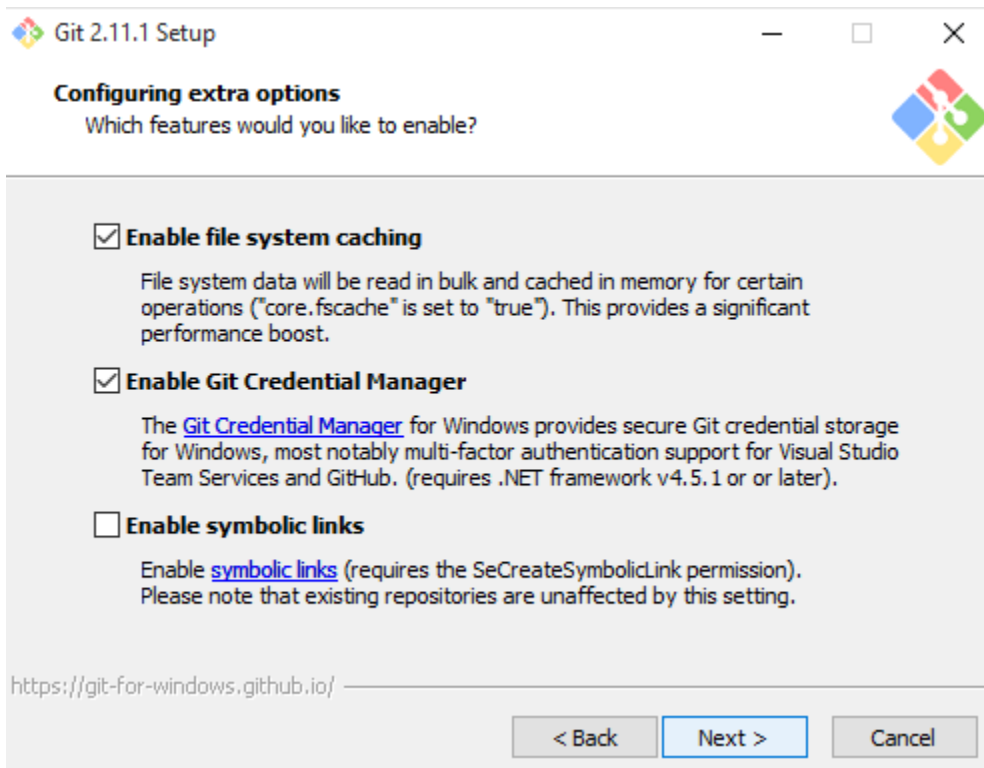 Git 2.11.1 Setup
Configuring extra options
Which features would you like to enable?
Enable file system caching
File system data will be read in bulk and cached in memory for certain
operations ("core.fscache" is set to "true"). This provides a significant
performance boost.
Enable Git Credential Manager
The Git Credential Manager for Windows provides secure Git credential storage
for Windows, most notably multi-factor authentication support for Visual Studio
Team Services and GitHub. (requires .NET framework v4.5.1 or or later).
Enable symbolic links
Enable symbolic links (requires the SeCreateSymbolicLink permission).
Please note that existing repositories are unaffected by this setting.
https://git-for-windows.github.io/
< Back Next > Cancel